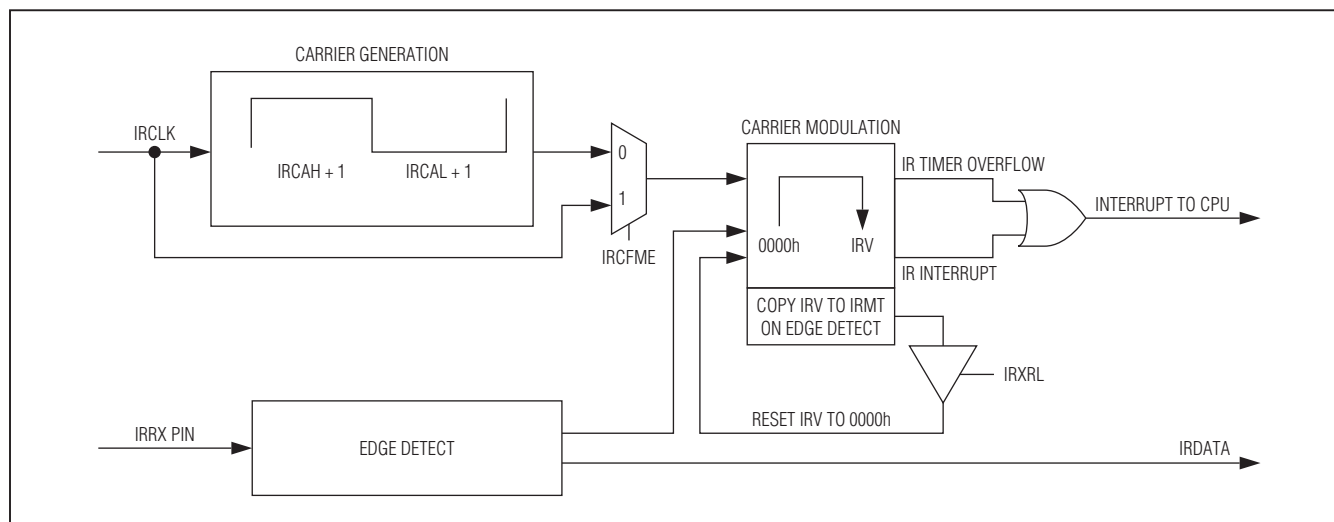 CARRIER GENERATION
IRCLK
IRCAH + 1
IRCAL + 1
0
1
IRCFME
CARRIER MODULATION
0000h
IRV
IR TIMER OVERFLOW
INTERRUPT TO CPU
IR INTERRUPT
COPY IRV TO IRMT
ON EDGE DETECT
IRXRL
RESET IRV TO 0000h
IRRX PIN
EDGE DETECT
IRDATA